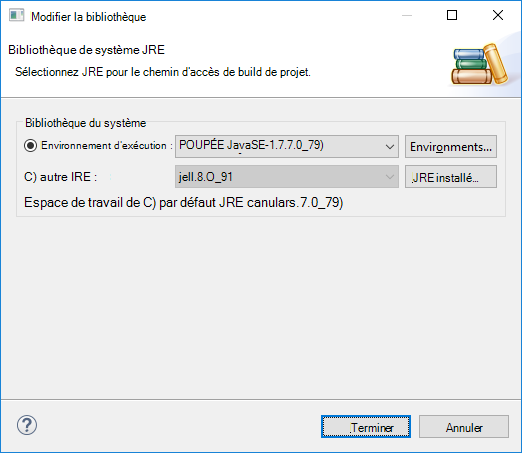 Modifier la bibliothèque
Bibliothèque de système JRE
Sélectionnez JRE pour le chemin d'accès de build de projet.
Bibliothèque du système
Environnement d'exécution : POUPÉE JavaSE-1.7.7.0_79) Environments...
C) autre IRE : jell.8.O_91 JRE installé...
Espace de travail de C) par défaut JRE canulars.7.0_79)
? Terminer Annuler